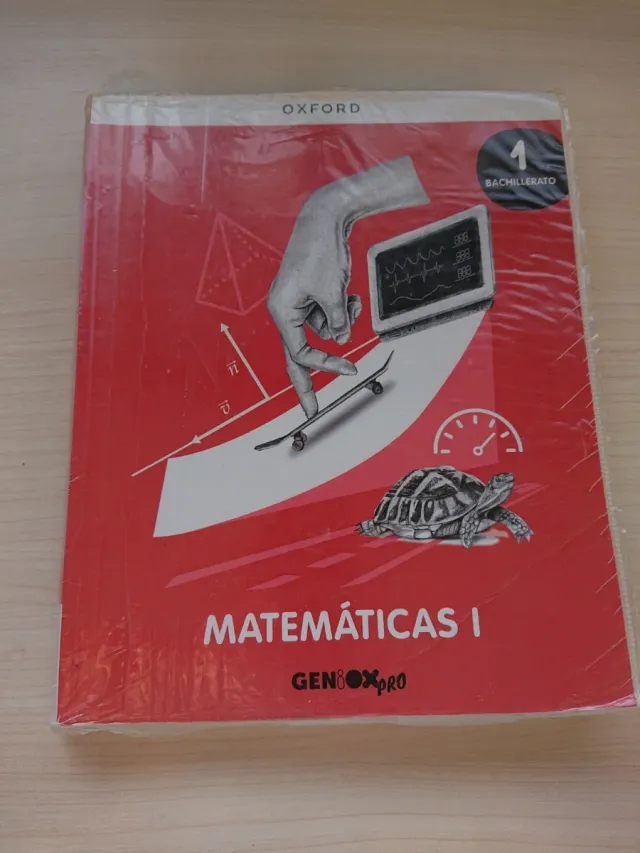 OXFORD
1
BACHILLERATO
n
v
MATEMÁTICAS I
GENiOX PRO